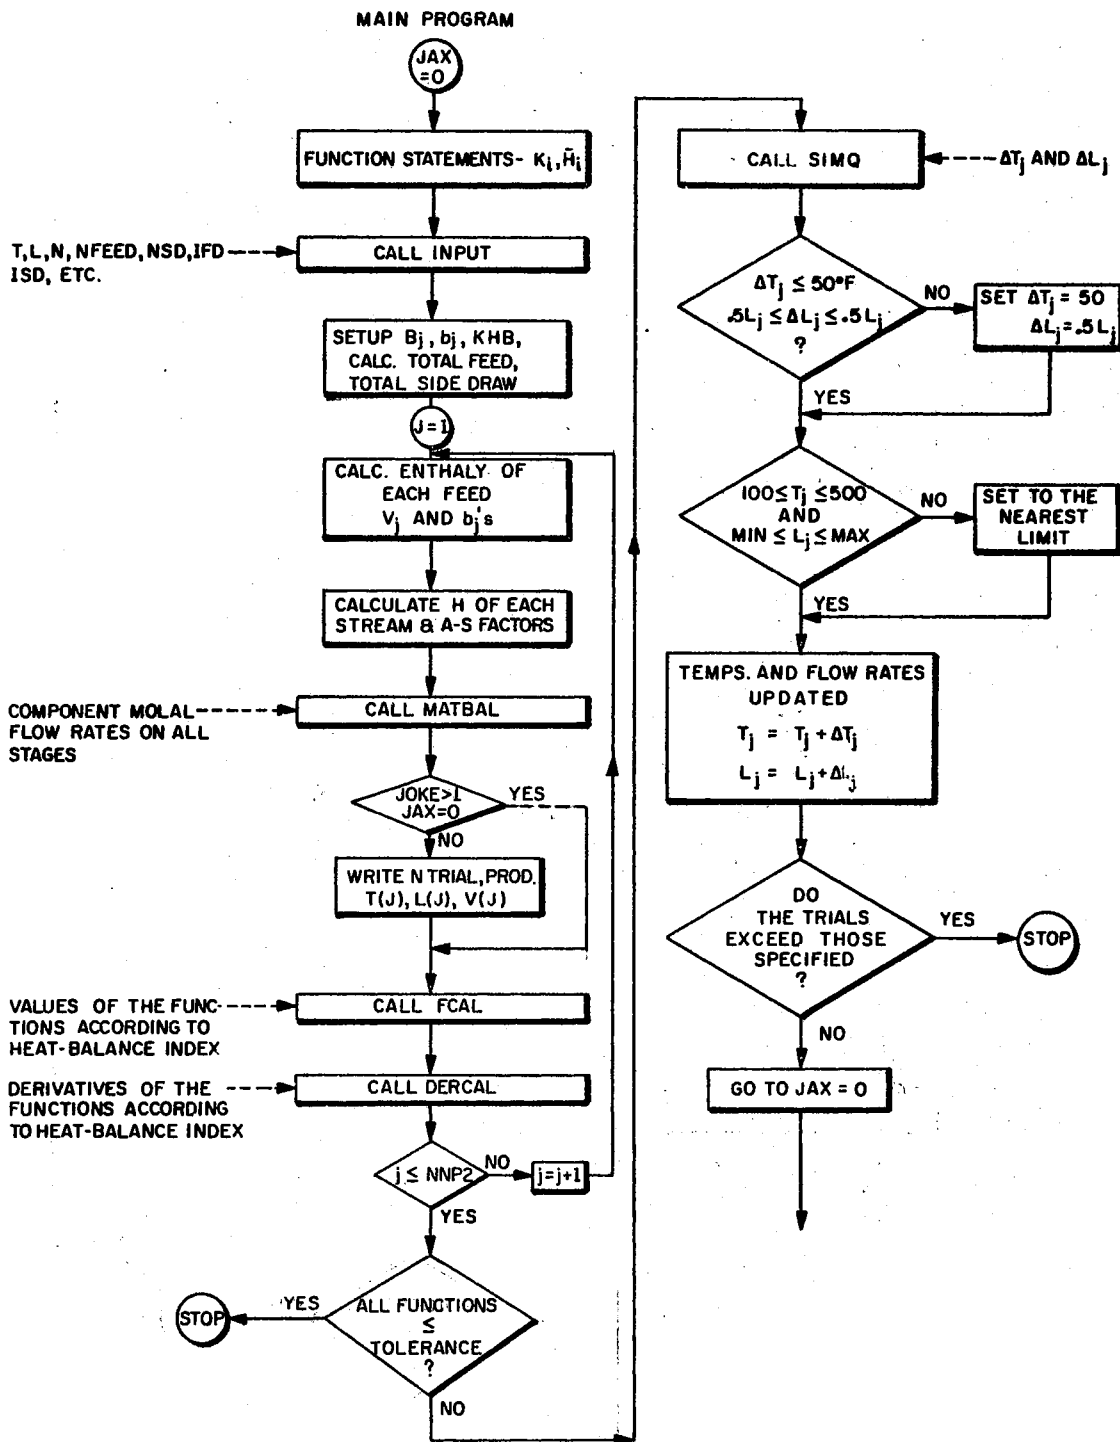 MAIN PROGRAM
JAX
=0
FUNCTION STATEMENTS- Kᵢ, H̄ᵢ
T, L, N, NFEED, NSD, IFD
ISD, ETC.
CALL INPUT
SETUP Bⱼ, bⱼ, KHB,
CALC. TOTAL FEED,
TOTAL SIDE DRAW
j=1
CALC. ENTHALY OF
EACH FEED
Vⱼ AND bⱼ's
CALCULATE H OF EACH
STREAM & A-S FACTORS
COMPONENT MOLAL
FLOW RATES ON ALL
STAGES
CALL MATBAL
JOKE>1
JAX=0
YES
NO
WRITE N TRIAL, PROD.
T(J), L(J), V(J)
VALUES OF THE FUNC-
TIONS ACCORDING TO
HEAT-BALANCE INDEX
CALL FCAL
DERIVATIVES OF THE
FUNCTIONS ACCORDING
TO HEAT-BALANCE INDEX
CALL DERCAL
j ≤ NNP2
NO
j=j+1
YES
ALL FUNCTIONS
≤
TOLERANCE
?
YES
STOP
NO
CALL SIMQ
ΔTⱼ AND ΔLⱼ
ΔTⱼ ≤ 50°F
.5Lⱼ ≤ ΔLⱼ ≤ .5Lⱼ
?
NO
SET ΔTⱼ = 50
ΔLⱼ = .5Lⱼ
YES
100 ≤ Tⱼ ≤ 500
AND
MIN ≤ Lⱼ ≤ MAX
NO
SET TO THE
NEAREST
LIMIT
YES
TEMPS. AND FLOW RATES
UPDATED
Tⱼ = Tⱼ + ΔTⱼ
Lⱼ = Lⱼ + ΔLⱼ
DO
THE TRIALS
EXCEED THOSE
SPECIFIED
?
YES
STOP
NO
GO TO JAX = 0